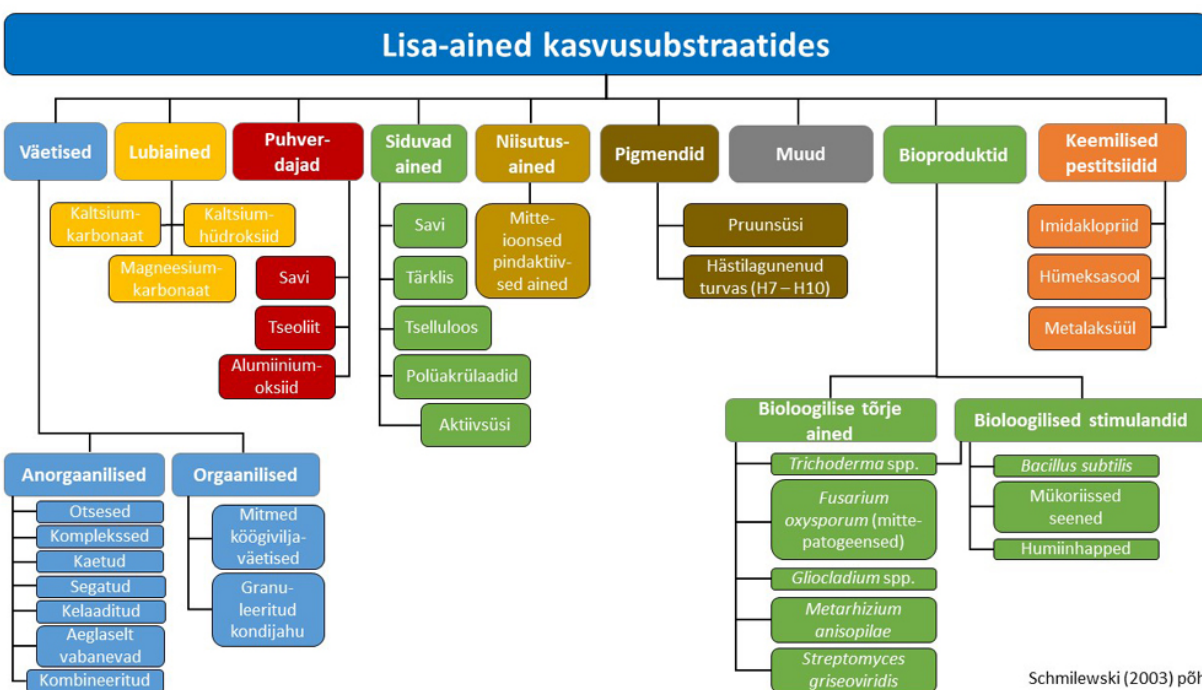 Lisa-ained kasvusubstraatides
Väetised
Lubiained
Puhver-
dajad
Siduvad
ained
Niisutus-
ained
Pigmendid
Muud
Bioproduktid
Keemilised
pestitsiidid
Kaltsium-
karbonaat
Kaltsium-
hüdroksiid
Magneesium-
karbonaat
Savi
Tseoliit
Alumiinium-
oksiid
Savi
Tärklis
Tselluloos
Polüakrülaadid
Aktiivsüsi
Mitte-
ioonsed
pindaktiiv-
sed ained
Pruunsüsi
Hästilagunenud
turvas (H7 – H10)
Imidaklopriid
Hümeksasool
Metalaksüül
Anorgaanilised
Otsesed
Komplekssed
Kaetud
Segatud
Kelaaditud
Aeglaselt
vabanevad
Kombineeritud
Orgaanilised
Mitmed
köögivilja-
väetised
Granu-
leeritud
kondijahu
Bioloogilise tõrje
ained
Trichoderma spp.
Fusarium
oxysporum (mitte-
patogeensed)
Gliocladium spp.
Metarhizium
anisopilae
Streptomyces
griseoviridis
Bioloogilised stimulandid
Bacillus subtilis
Mükoriissed
seened
Humiinhapped
Schmilewski (2003) põh